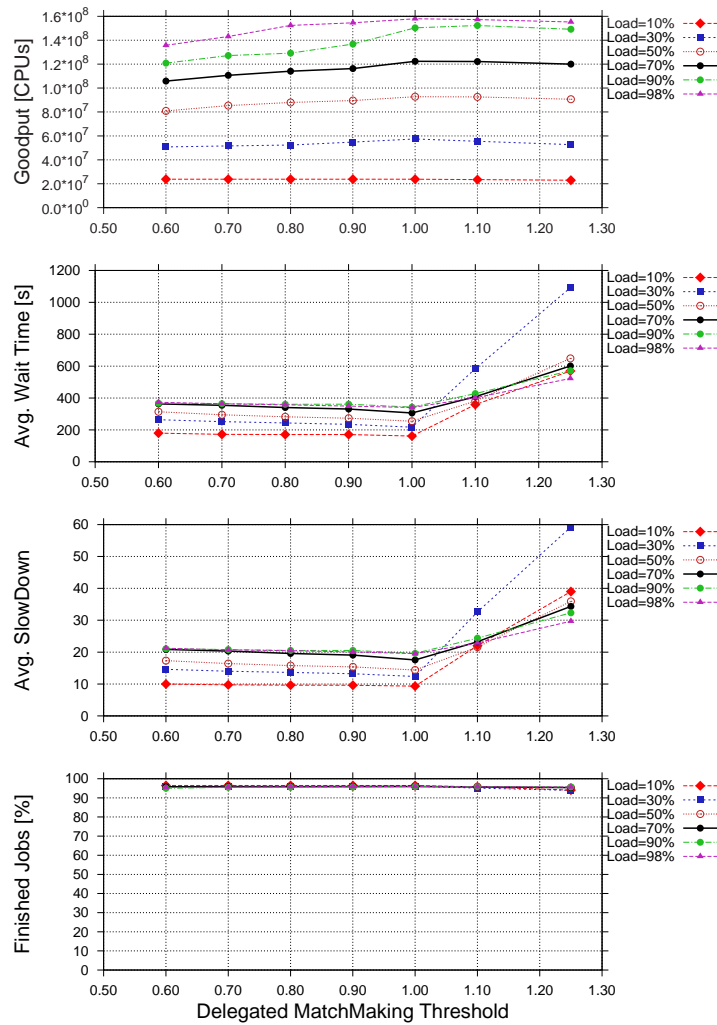 Goodput [CPUs]
1.6*10^8
1.4*10^8
1.2*10^8
1.0*10^8
8.0*10^7
6.0*10^7
4.0*10^7
2.0*10^7
0.0*10^0
0.50 0.60 0.70 0.80 0.90 1.00 1.10 1.20 1.30
Load=10%
Load=30%
Load=50%
Load=70%
Load=90%
Load=98%
Avg. Wait Time [s]
1200
1000
800
600
400
200
0
0.50 0.60 0.70 0.80 0.90 1.00 1.10 1.20 1.30
Load=10%
Load=30%
Load=50%
Load=70%
Load=90%
Load=98%
Avg. SlowDown
60
50
40
30
20
10
0
0.50 0.60 0.70 0.80 0.90 1.00 1.10 1.20 1.30
Load=10%
Load=30%
Load=50%
Load=70%
Load=90%
Load=98%
Finished Jobs [%]
100
90
80
70
60
50
40
30
20
10
0
0.50 0.60 0.70 0.80 0.90 1.00 1.10 1.20 1.30
Load=10%
Load=30%
Load=50%
Load=70%
Load=90%
Load=98%
Delegated MatchMaking Threshold